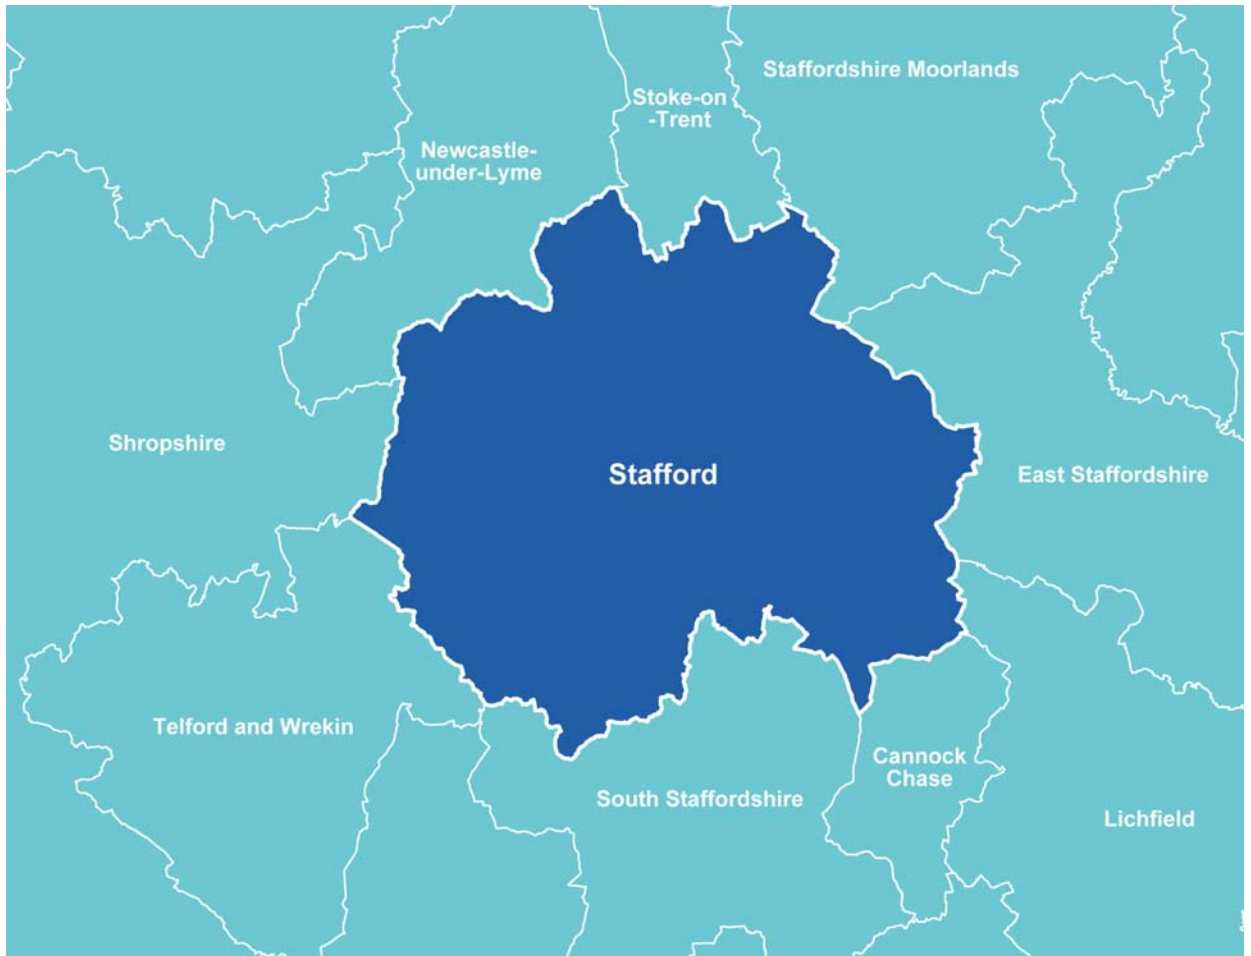 Staffordshire Moorlands
Stoke-on
-Trent
Newcastle-
under-Lyme
Shropshire
Stafford
East Staffordshire
Telford and Wrekin
Cannock
Chase
South Staffordshire
Lichfield